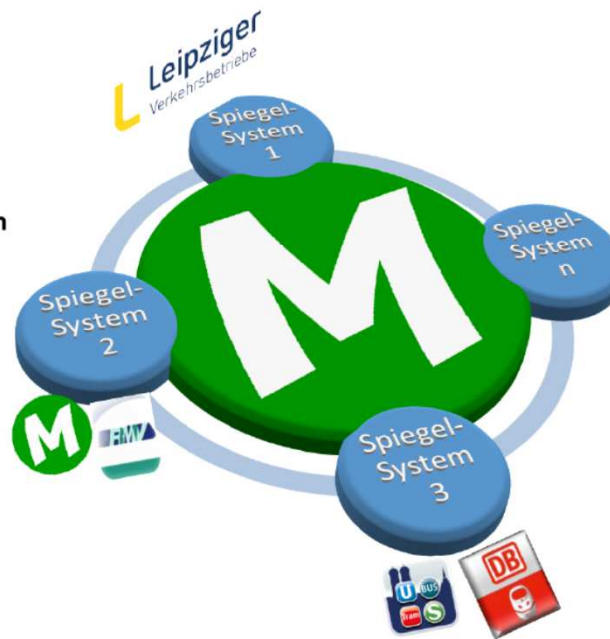 Leipziger
Verkehrsbetriebe
Spiegel-
System
1
n
Spiegel-
System
n
Spiegel-
System
2
M
M
RMV
Spiegel-
System
3
U
BUS
Tram
S
DB